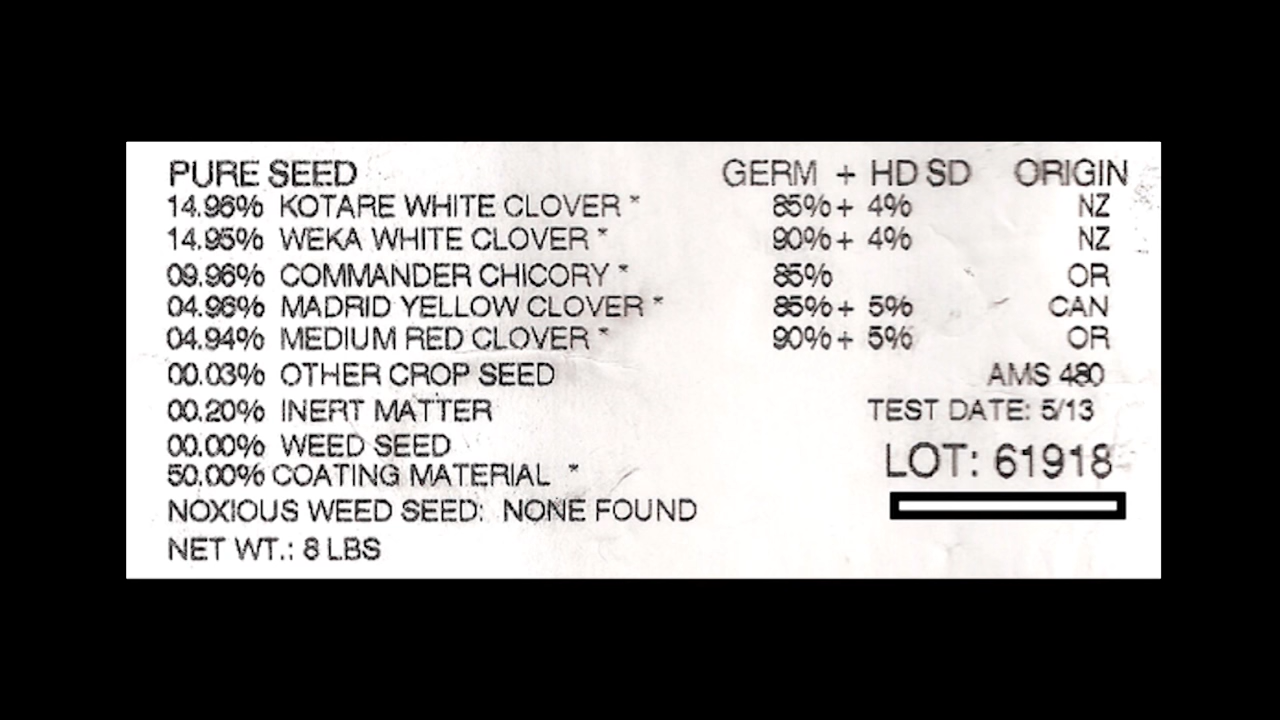 PURE SEED GERM + HD SD ORIGIN
14.96% KOTARE WHITE CLOVER * 85% + 4% NZ
14.95% WEKA WHITE CLOVER * 90% + 4% NZ
09.96% COMMANDER CHICORY * 85% OR
04.96% MADRID YELLOW CLOVER * 85% + 5% CAN
04.94% MEDIUM RED CLOVER * 90% + 5% OR
00.03% OTHER CROP SEED AMS 480
00.20% INERT MATTER TEST DATE: 5/13
00.00% WEED SEED LOT: 61918
50.00% COATING MATERIAL *
NOXIOUS WEED SEED: NONE FOUND
NET WT.: 8 LBS